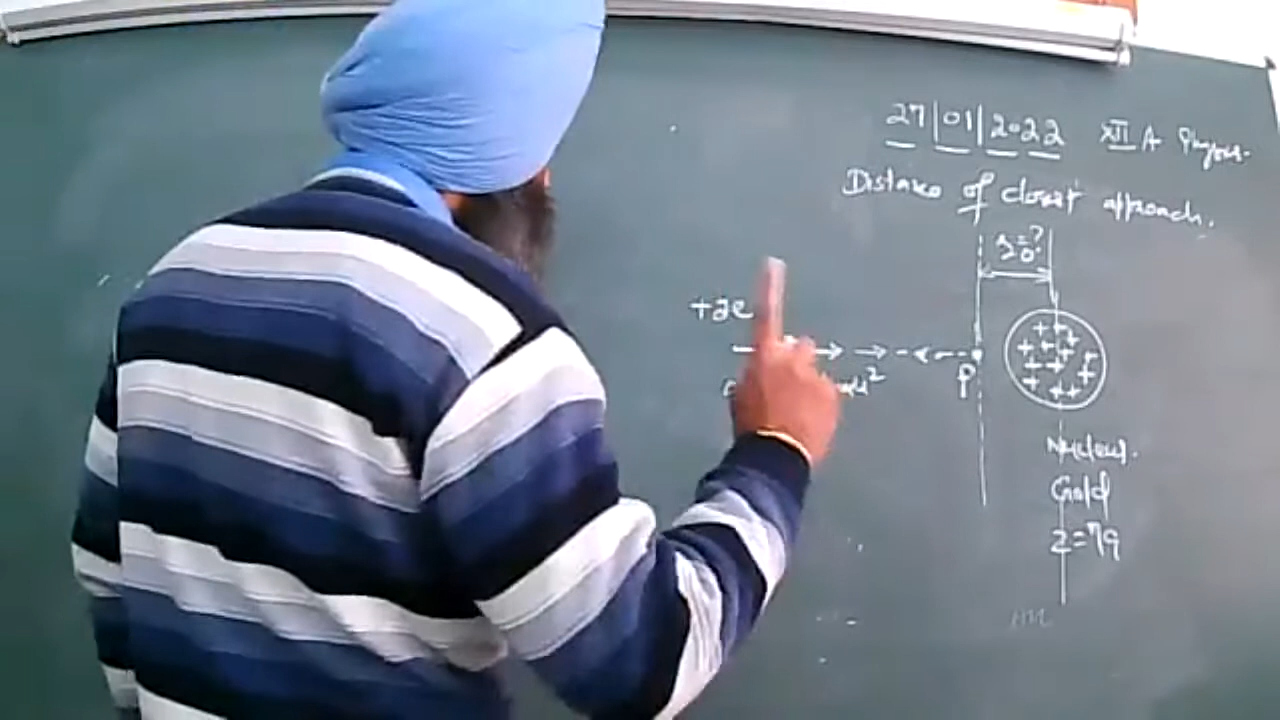 27|01|2022 XII A Physics.
Distance of closest approach.
r₀=?
+2e
P
Nucleus.
Gold
Z=79